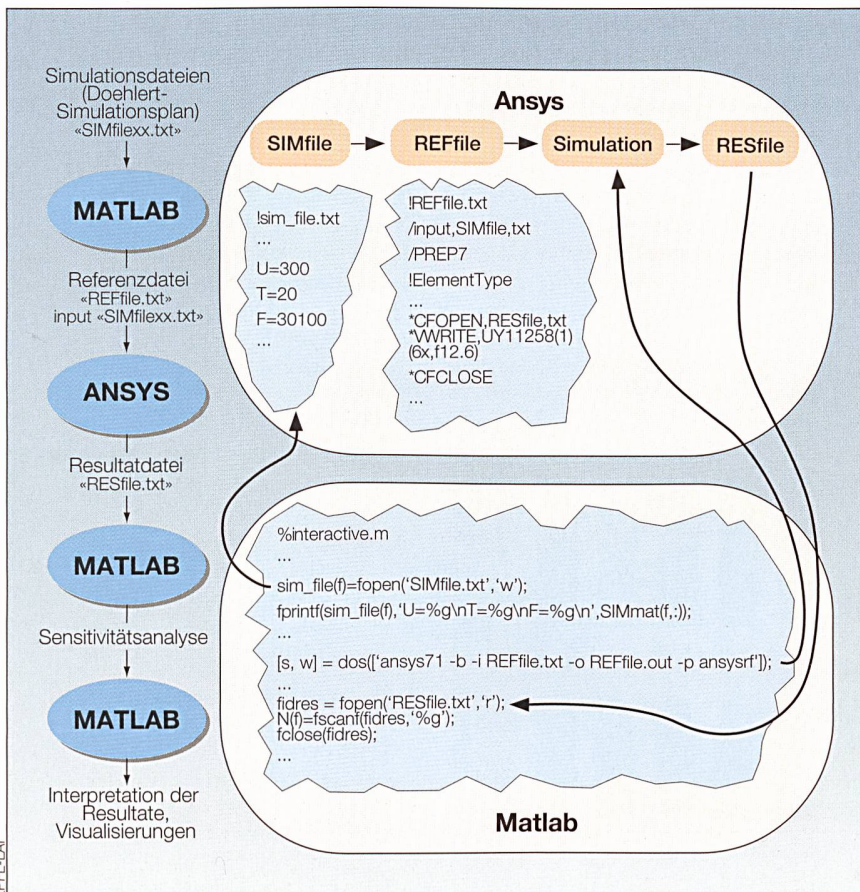 Simulationsdateien
(Doehlert-
Simulationsplan)
«SIMfilexx.txt»
MATLAB
Referenzdatei
«REFfile.txt»
input «SIMfilexx.txt»
ANSYS
Resultatdatei
«RESfile.txt»
MATLAB
Sensitivitätsanalyse
MATLAB
Interpretation der
Resultate,
Visualisierungen
Ansys
SIMfile
REFfile
Simulation
RESfile
!sim_file.txt
...
U=300
T=20
F=30100
...
!REFfile.txt
/input,SIMfile,txt
/PREP7
!ElementType
...
*CFOPEN,RESfile,txt
*VWRITE,UY11258(1)
(6x,f12.6)
*CFCLOSE
...
%interactive.m
...
sim_file(f)=fopen('SIMfile.txt','w');
fprintf(sim_file(f),'U=%g\nT=%g\nF=%g\n',SIMmat(f,:));
...
[s, w] = dos(['ansys71 -b -i REFfile.txt -o REFfile.out -p ansysrf']);
...
fidres = fopen('RESfile.txt','r');
N(f)=fscanf(fidres,'%g');
fclose(fidres);
...
Matlab